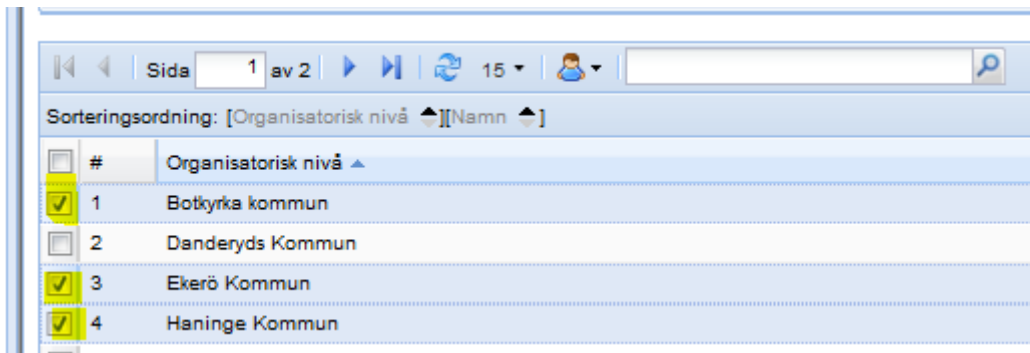 Sida 1 av 2 15
Sorteringsordning: [Organisatorisk nivå ][Namn ]
# Organisatorisk nivå
1 Botkyrka kommun
2 Danderyds Kommun
3 Ekerö Kommun
4 Haninge Kommun